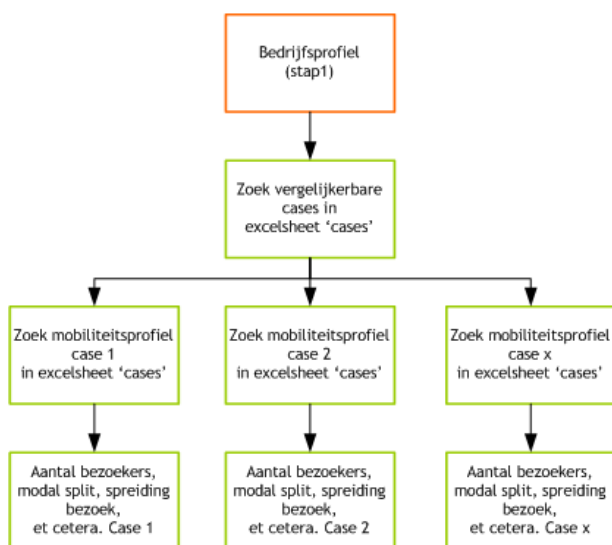 Bedrijfsprofiel
(stap1)
Zoek vergelijkerbare
cases in
excelsheet ‘cases’
Zoek mobiliteitsprofiel
case 1
in excelsheet ‘cases’
Zoek mobiliteitsprofiel
case 2
in excelsheet ‘cases’
Zoek mobiliteitsprofiel
case x
in excelsheet ‘cases’
Aantal bezoekers,
modal split, spreiding
bezoek,
et cetera. Case 1
Aantal bezoekers,
modal split, spreiding
bezoek,
et cetera. Case 2
Aantal bezoekers,
modal split, spreiding
bezoek,
et cetera. Case x